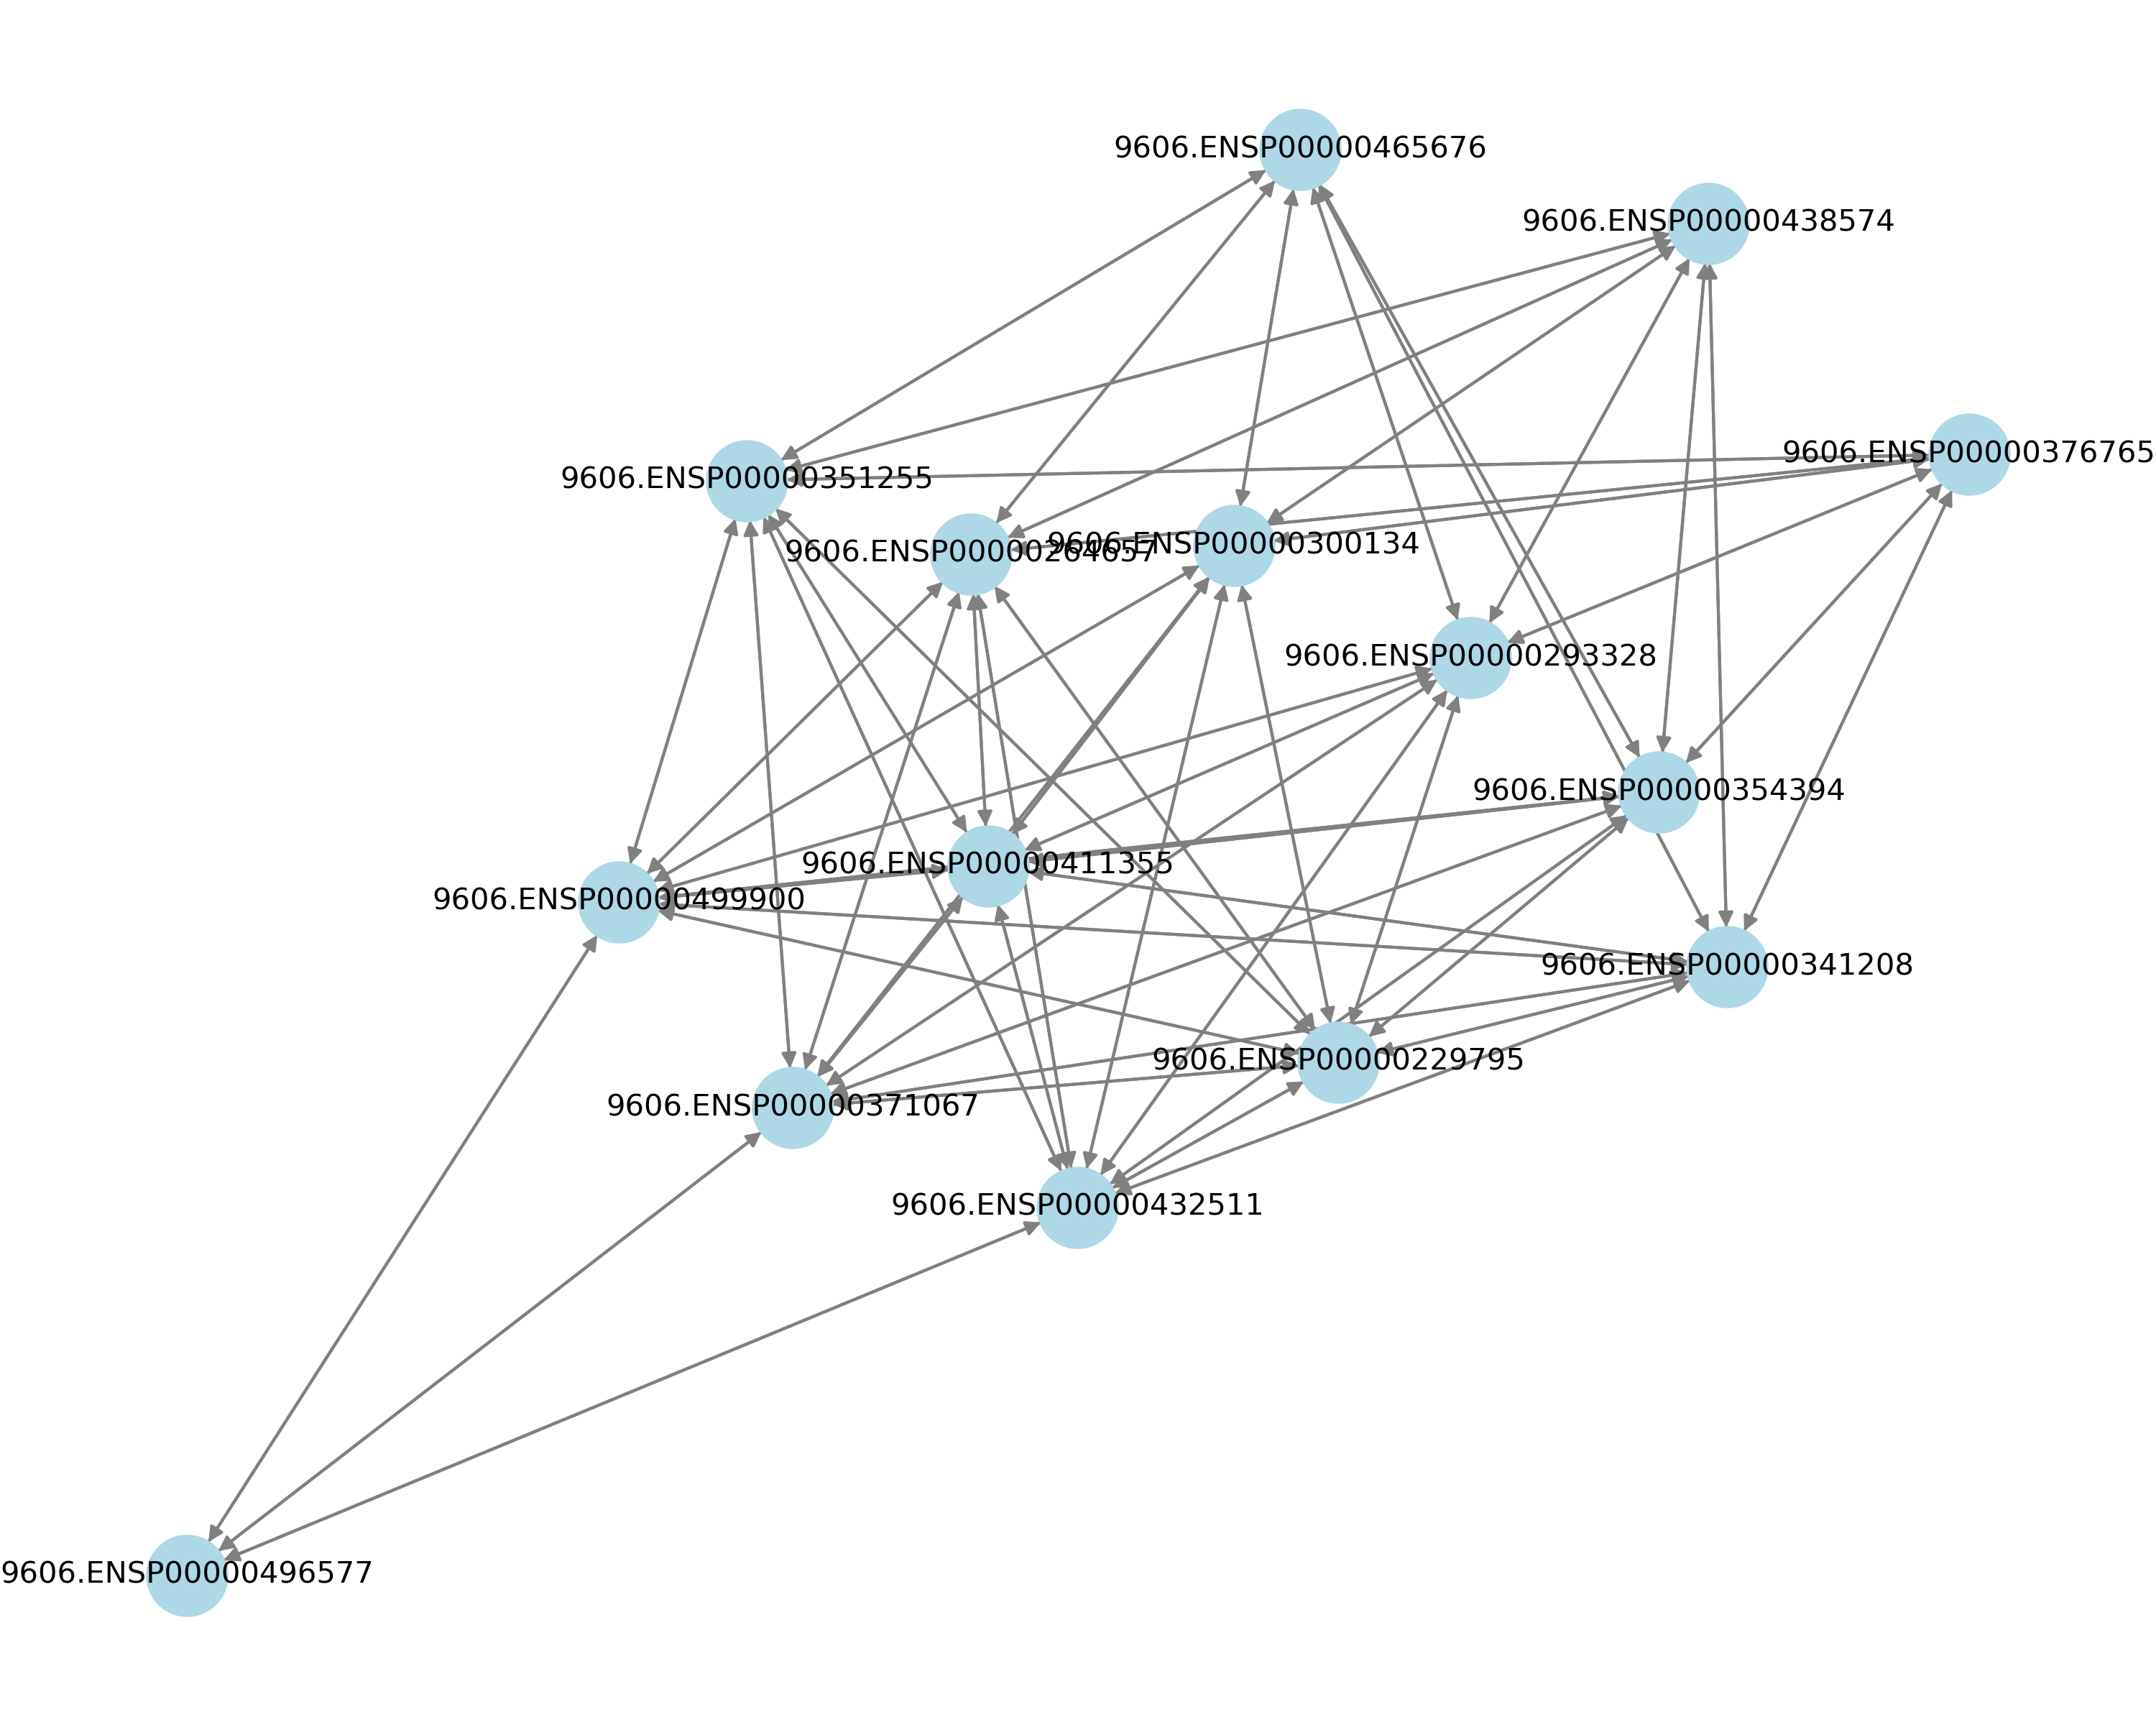 9606.ENSP00000465676
9606.ENSP00000438574
9606.ENSP00000376765
9606.ENSP00000351255
9606.ENSP00000264657
9606.ENSP00000300134
9606.ENSP00000293328
9606.ENSP00000354394
9606.ENSP00000411355
9606.ENSP00000499900
9606.ENSP00000341208
9606.ENSP00000229795
9606.ENSP00000371067
9606.ENSP00000432511
9606.ENSP00000496577